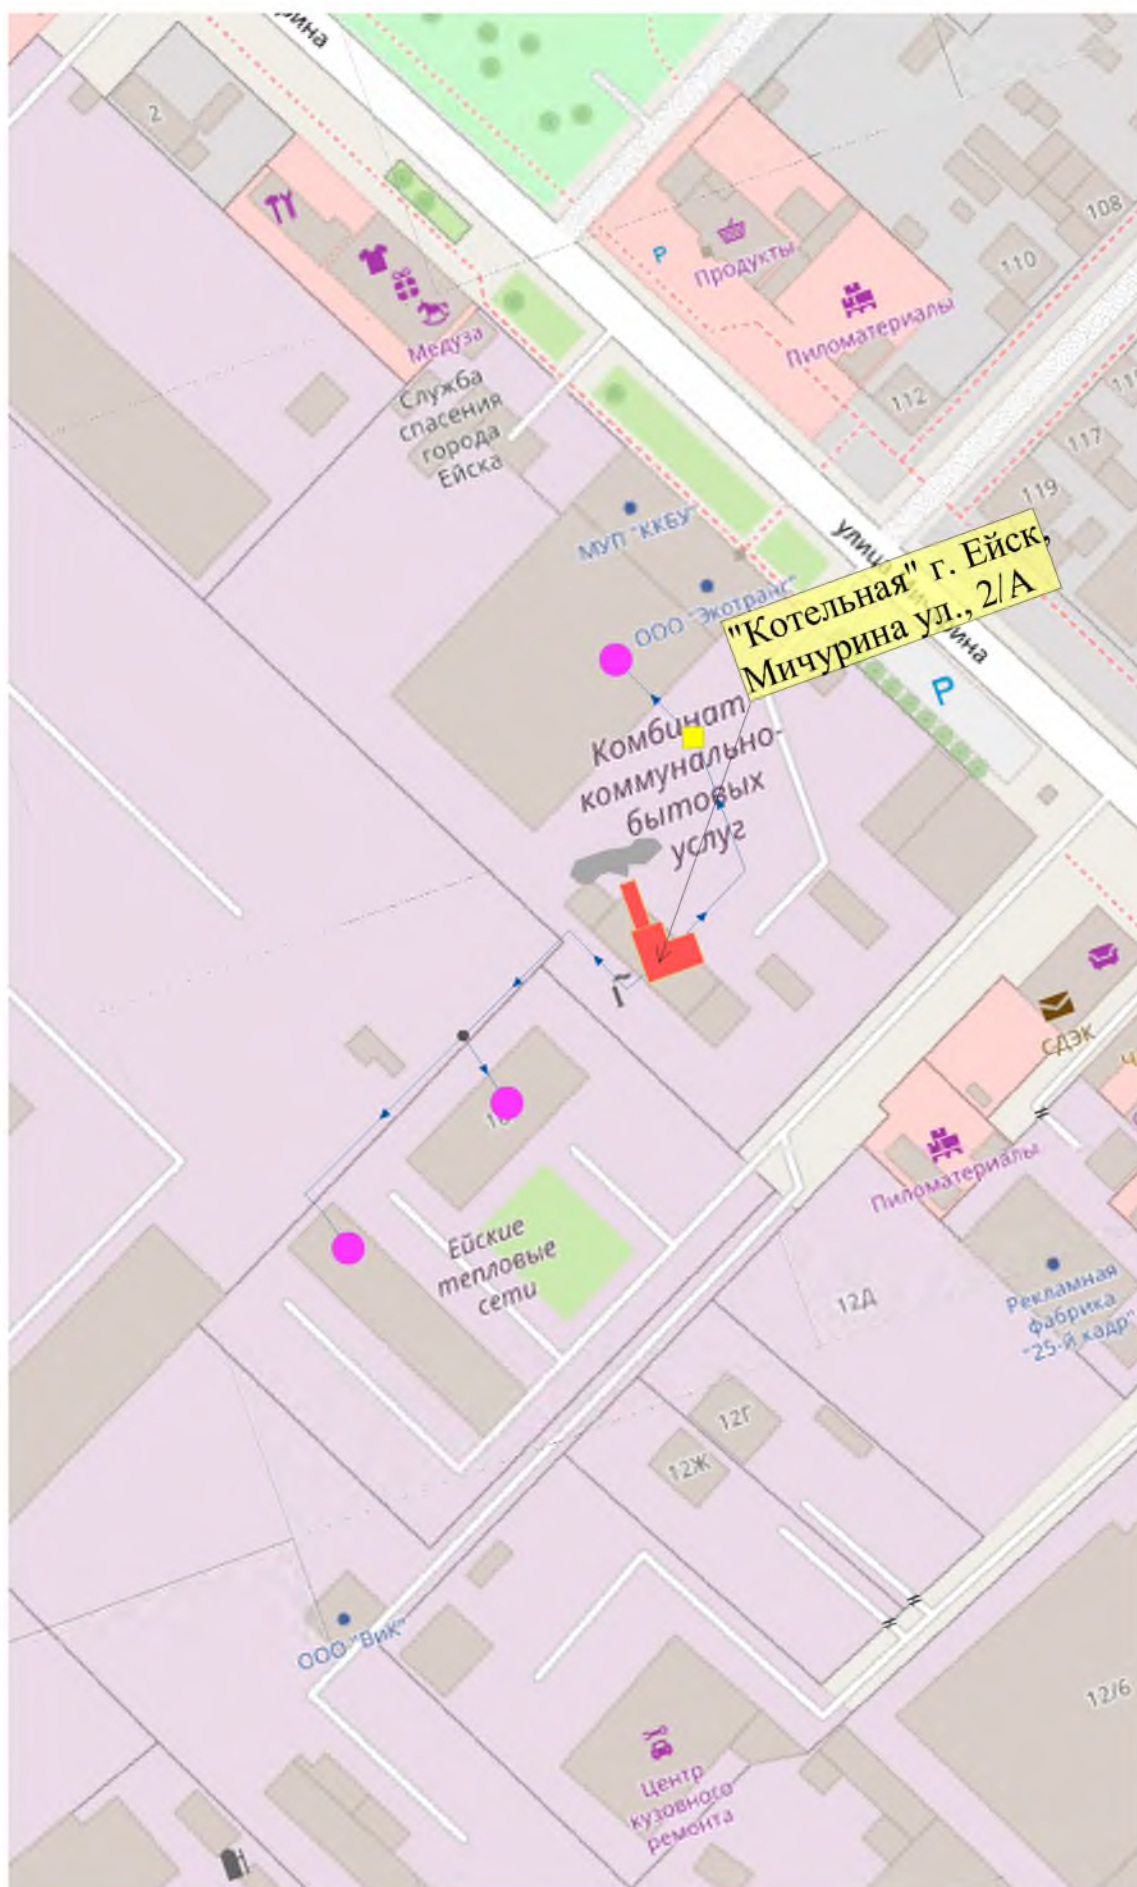 рина
2
Медуза
Служба
спасения
города
Ейска
P
Продукты
Пиломатериалы
108
110
112
117
119
МУП "ККБУ"
ООО "Экотранс"
"Котельная" г. Ейск,
Мичурина ул., 2/А
P
Комбинат
коммунально-
бытовых
услуг
СДЭК
Пиломатериалы
Ейские
тепловые
сети
12Д
Рекламная
фабрика
"25-й кадр"
12Г
12Ж
ООО "ВиК"
12/6
Центр
кузовного
ремонта